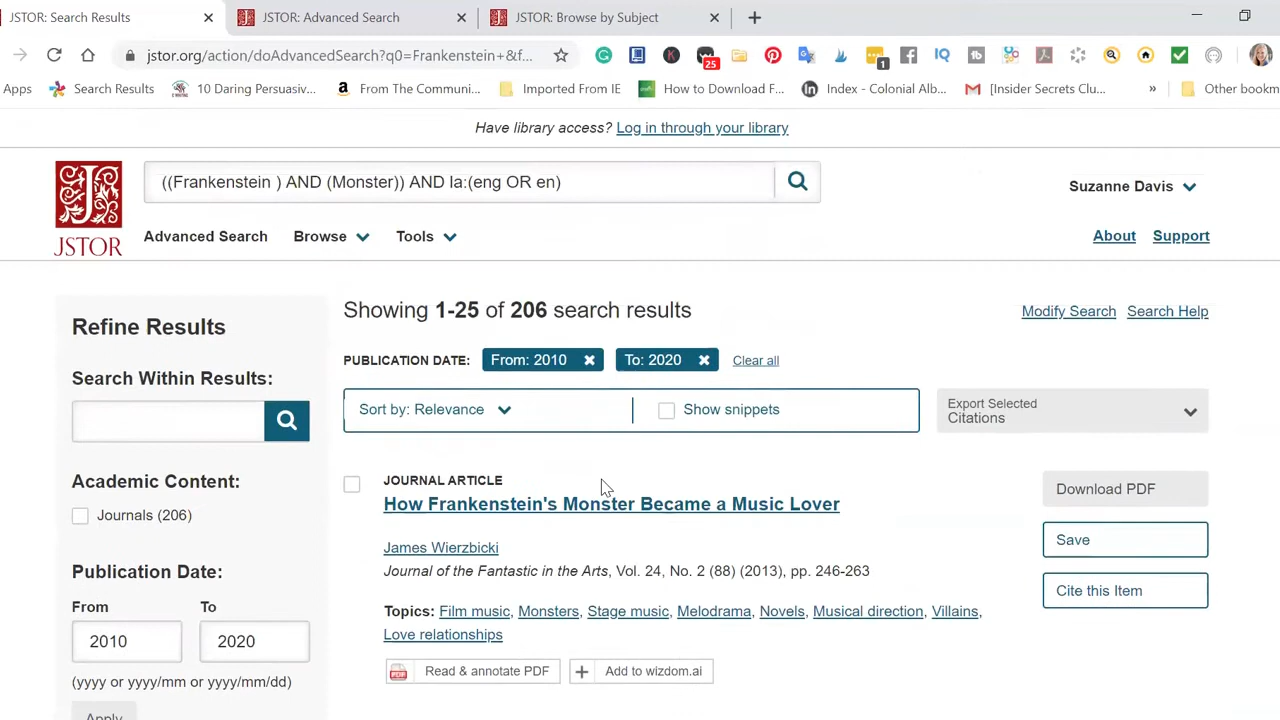 JSTOR: Search Results
JSTOR: Advanced Search
JSTOR: Browse by Subject
jstor.org/action/doAdvancedSearch?q0=Frankenstein+&f...
25
1
Apps
Search Results
10 Daring Persuasiv...
From The Communi...
Imported From IE
How to Download F...
Index - Colonial Alb...
[Insider Secrets Clu...
»
Other bookm
Have library access? Log in through your library
JSTOR
((Frankenstein ) AND (Monster)) AND la:(eng OR en)
Suzanne Davis
Advanced Search
Browse
Tools
About
Support
Refine Results
Search Within Results:
Academic Content:
Journals (206)
Publication Date:
From
To
2010
2020
(yyyy or yyyy/mm or yyyy/mm/dd)
Apply
Showing 1-25 of 206 search results
Modify Search
Search Help
PUBLICATION DATE:
From: 2010
To: 2020
Clear all
Sort by: Relevance
Show snippets
Export Selected
Citations
JOURNAL ARTICLE
How Frankenstein's Monster Became a Music Lover
James Wierzbicki
Journal of the Fantastic in the Arts, Vol. 24, No. 2 (88) (2013), pp. 246-263
Topics: Film music, Monsters, Stage music, Melodrama, Novels, Musical direction, Villains,
Love relationships
Read & annotate PDF
Add to wizdom.ai
Download PDF
Save
Cite this Item